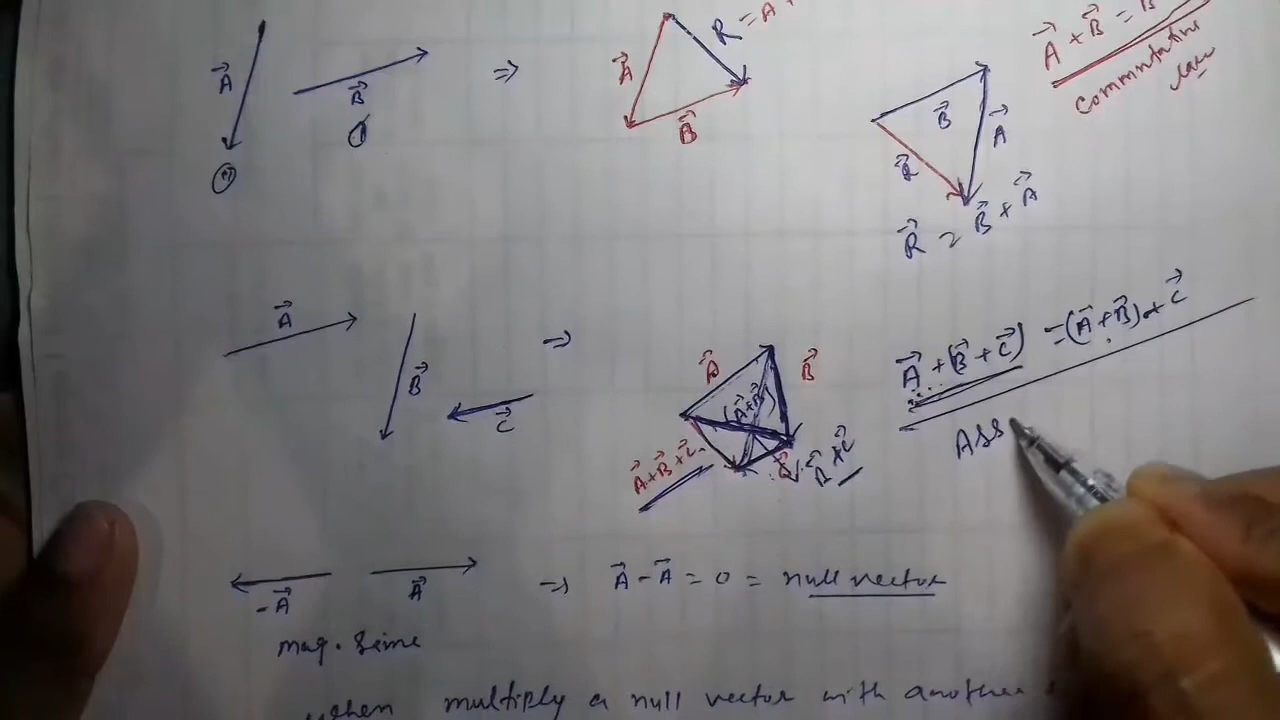 A⃗
B⃗
⇒
A⃗
B⃗
R = A +
B⃗
A⃗
R⃗
R⃗ = B⃗ + A⃗
A⃗ + B⃗ = B
Commutative
law
A⃗
B⃗
C⃗
⇒
A⃗
B⃗
(A⃗+B⃗)
B⃗ + C⃗
A⃗+B⃗+C⃗
A⃗ + (B⃗ + C⃗) = (A⃗ + B⃗) + C⃗
Ass
-A⃗
A⃗
⇒ A⃗ - A⃗ = 0 = null vector
mag. Same
when multiply a null vector with another